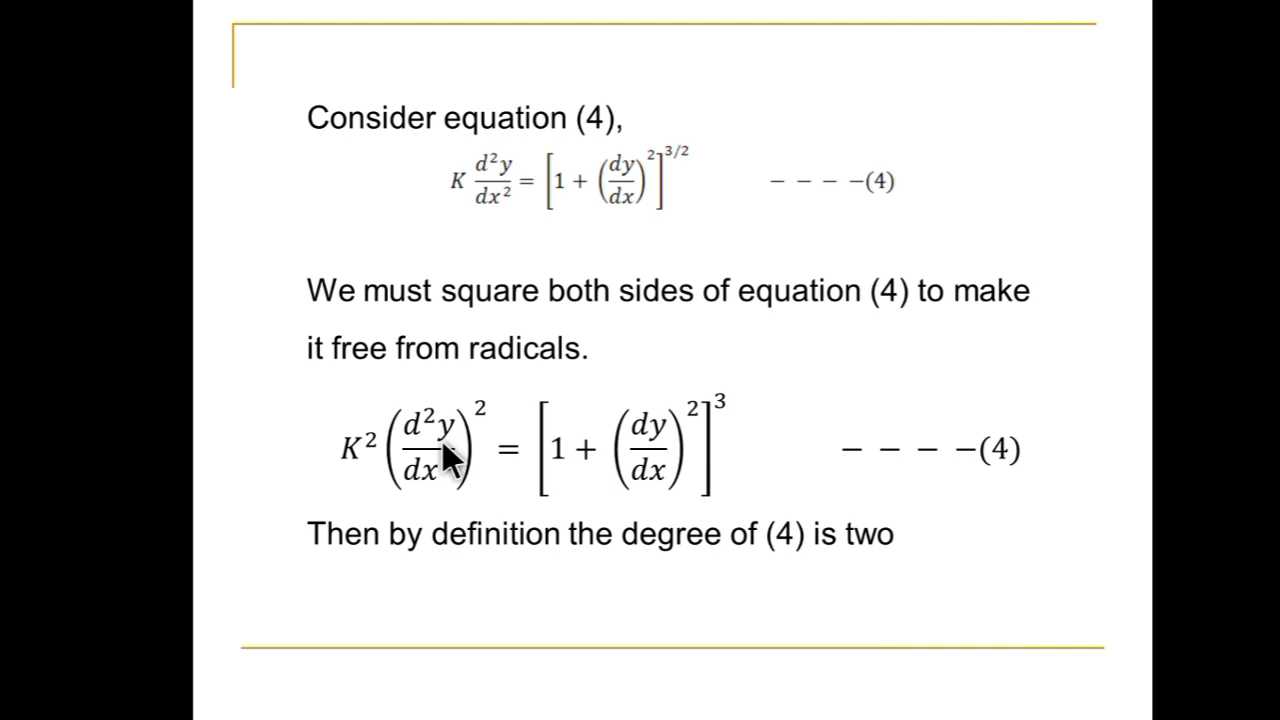 Consider equation (4),
K d²y/dx² = [1 + (dy/dx)²]^3/2 − − − −(4)
We must square both sides of equation (4) to make
it free from radicals.
K² (d²y/dx)² = [1 + (dy/dx)²]³ − − − −(4)
Then by definition the degree of (4) is two